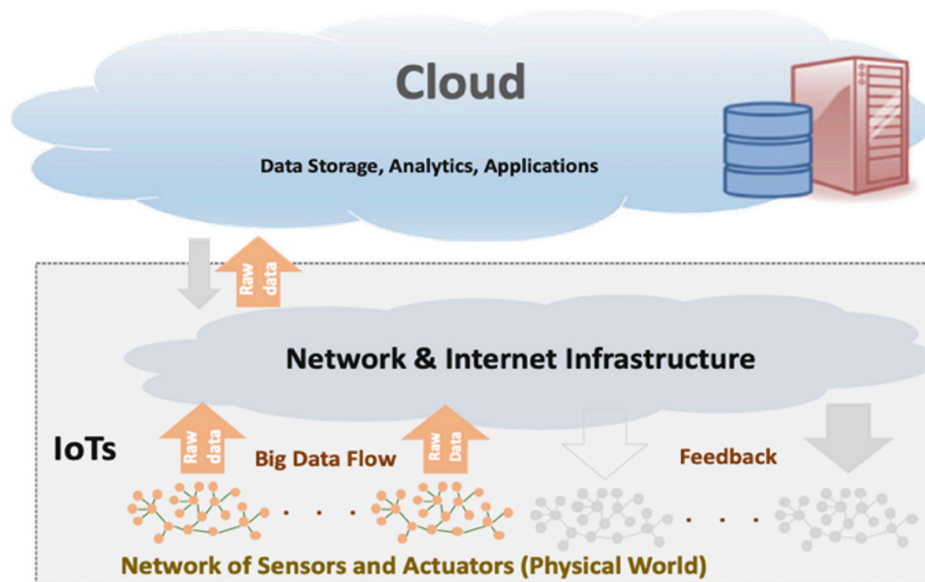 Cloud
Data Storage, Analytics, Applications
Raw
data
Network & Internet Infrastructure
IoTs
Raw
data
Big Data Flow
Raw
Data
Feedback
. . .
. . .
Network of Sensors and Actuators (Physical World)